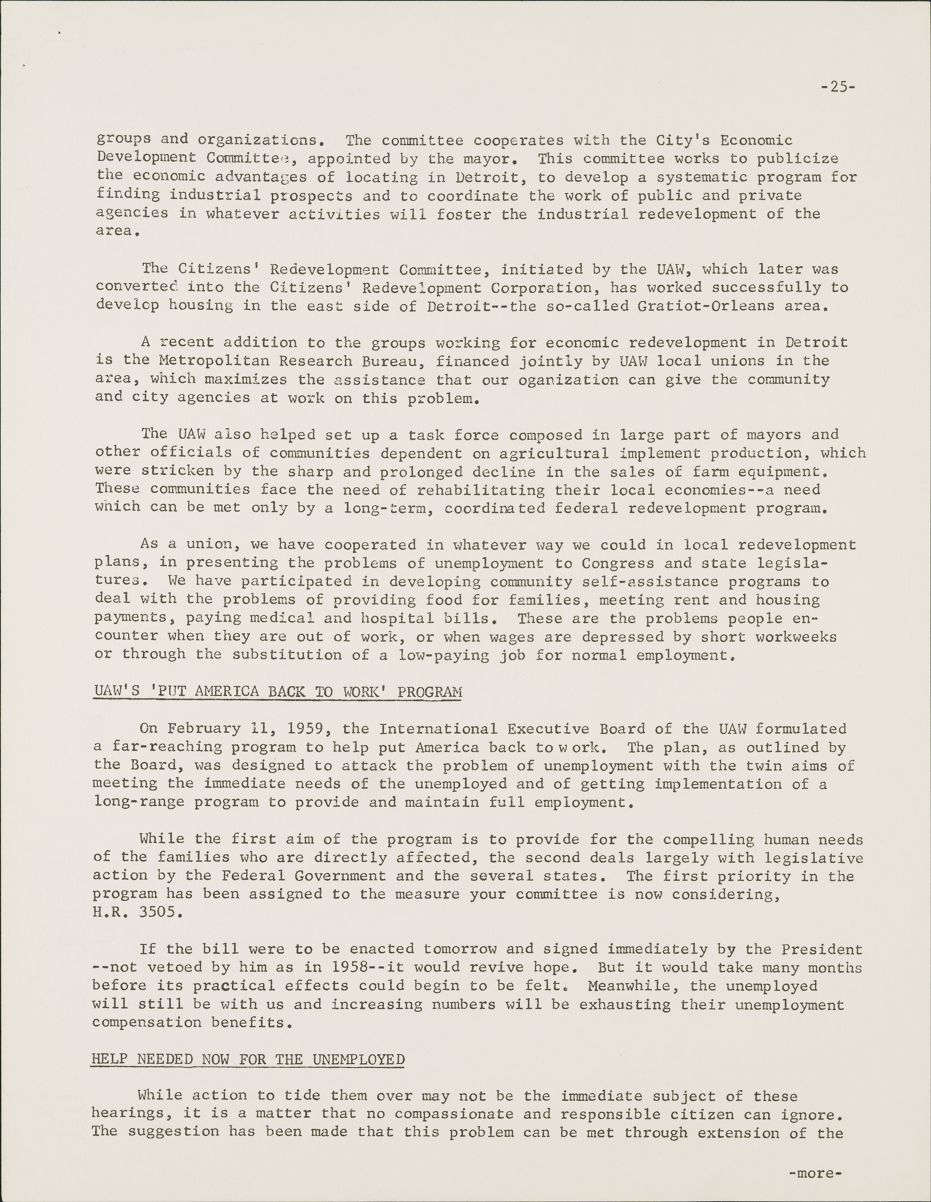 -25-
groups and organizations. The committee cooperates with the City's Economic
Development Committee, appointed by the mayor. This committee works to publicize
the economic advantages of locating in Detroit, to develop a systematic program for
finding industrial prospects and to coordinate the work of public and private
agencies in whatever activities will foster the industrial redevelopment of the
area.
The Citizens' Redevelopment Committee, initiated by the UAW, which later was
converted into the Citizens' Redevelopment Corporation, has worked successfully to
develop housing in the east side of Detroit--the so-called Gratiot-Orleans area.
A recent addition to the groups working for economic redevelopment in Detroit
is the Metropolitan Research Bureau, financed jointly by UAW local unions in the
area, which maximizes the assistance that our oganization can give the community
and city agencies at work on this problem.
The UAW also helped set up a task force composed in large part of mayors and
other officials of communities dependent on agricultural implement production, which
were stricken by the sharp and prolonged decline in the sales of farm equipment.
These communities face the need of rehabilitating their local economies--a need
which can be met only by a long-term, coordinated federal redevelopment program.
As a union, we have cooperated in whatever way we could in local redevelopment
plans, in presenting the problems of unemployment to Congress and state legisla-
tures. We have participated in developing community self-assistance programs to
deal with the problems of providing food for families, meeting rent and housing
payments, paying medical and hospital bills. These are the problems people en-
counter when they are out of work, or when wages are depressed by short workweeks
or through the substitution of a low-paying job for normal employment.
UAW'S 'PUT AMERICA BACK TO WORK' PROGRAM
On February 11, 1959, the International Executive Board of the UAW formulated
a far-reaching program to help put America back to work. The plan, as outlined by
the Board, was designed to attack the problem of unemployment with the twin aims of
meeting the immediate needs of the unemployed and of getting implementation of a
long-range program to provide and maintain full employment.
While the first aim of the program is to provide for the compelling human needs
of the families who are directly affected, the second deals largely with legislative
action by the Federal Government and the several states. The first priority in the
program has been assigned to the measure your committee is now considering,
H.R. 3505.
If the bill were to be enacted tomorrow and signed immediately by the President
--not vetoed by him as in 1958--it would revive hope. But it would take many months
before its practical effects could begin to be felt. Meanwhile, the unemployed
will still be with us and increasing numbers will be exhausting their unemployment
compensation benefits.
HELP NEEDED NOW FOR THE UNEMPLOYED
While action to tide them over may not be the immediate subject of these
hearings, it is a matter that no compassionate and responsible citizen can ignore.
The suggestion has been made that this problem can be met through extension of the
-more-